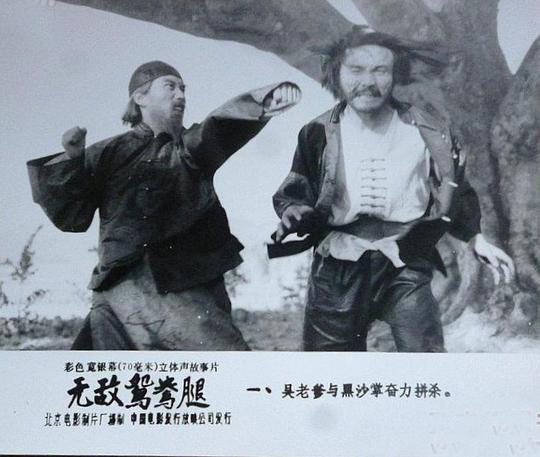 彩色宽银幕(70毫米)立体声故事片
无敌鸳鸯腿
北京电影制片厂摄制 中国电影发行放映公司发行
一、吴老爹与黑沙掌奋力拼杀。